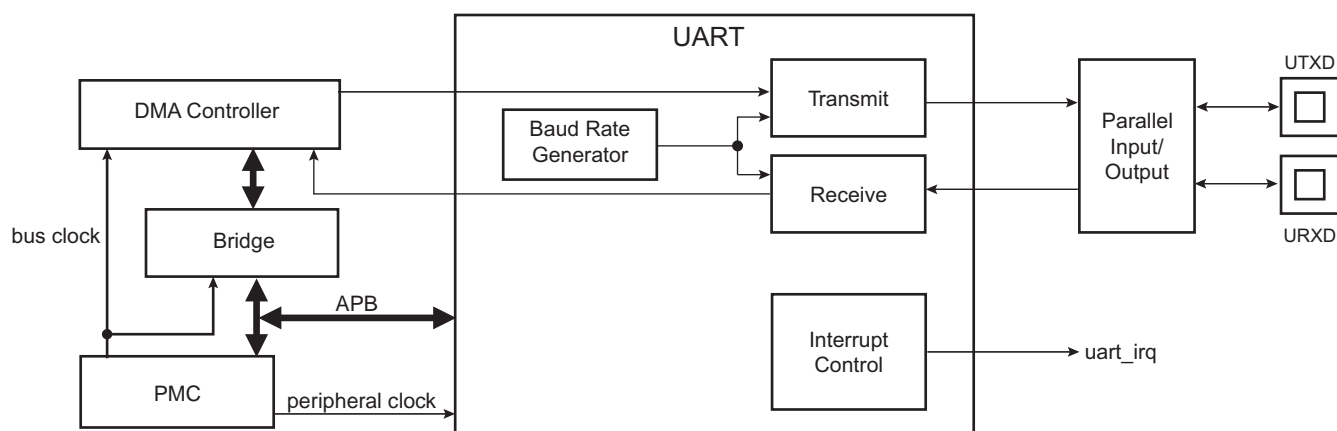 UART
UTXD
DMA Controller
Transmit
Baud Rate
Generator
Parallel
Input/
Output
Receive
bus clock
Bridge
URXD
APB
Interrupt
Control
uart_irq
PMC
peripheral clock